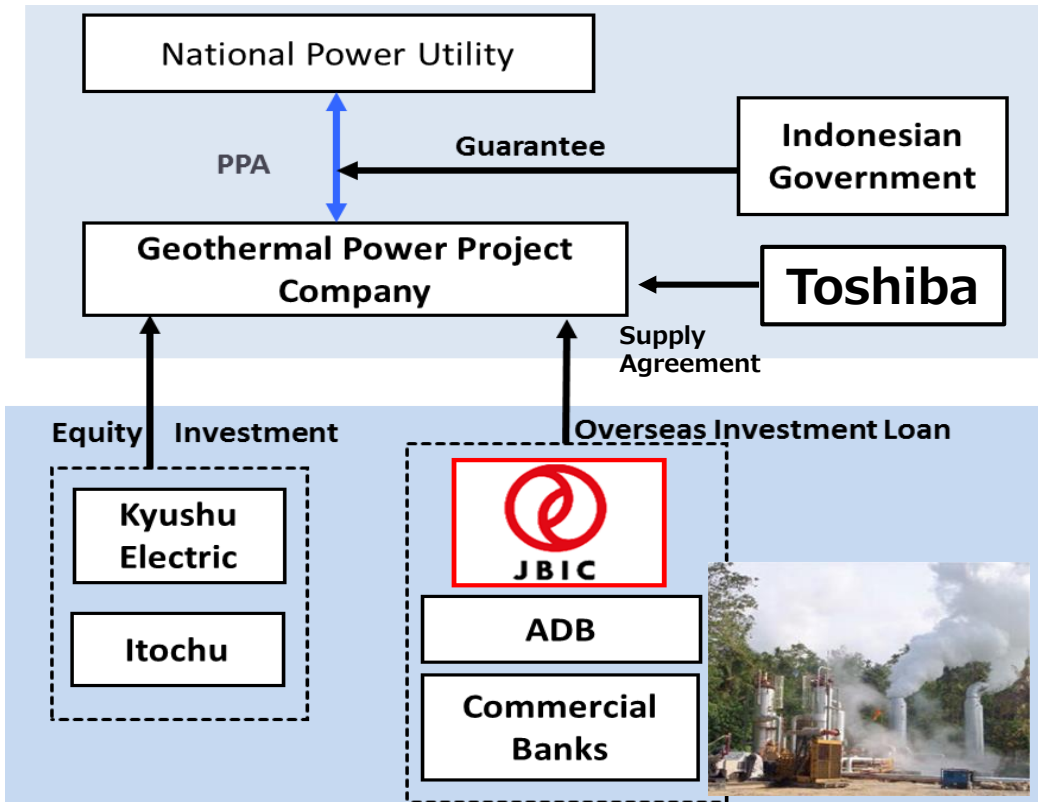 National Power Utility
PPA
Guarantee
Indonesian
Government
Geothermal Power Project
Company
Toshiba
Supply
Agreement
Equity Investment
Overseas Investment Loan
Kyushu
Electric
Itochu
JBIC
ADB
Commercial
Banks